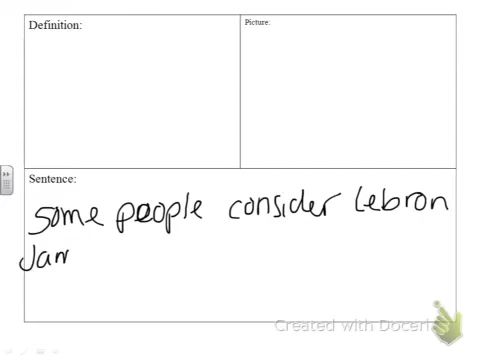 Definition:
Picture:
Sentence:
some people consider Lebron
Jam
Created with Doceri